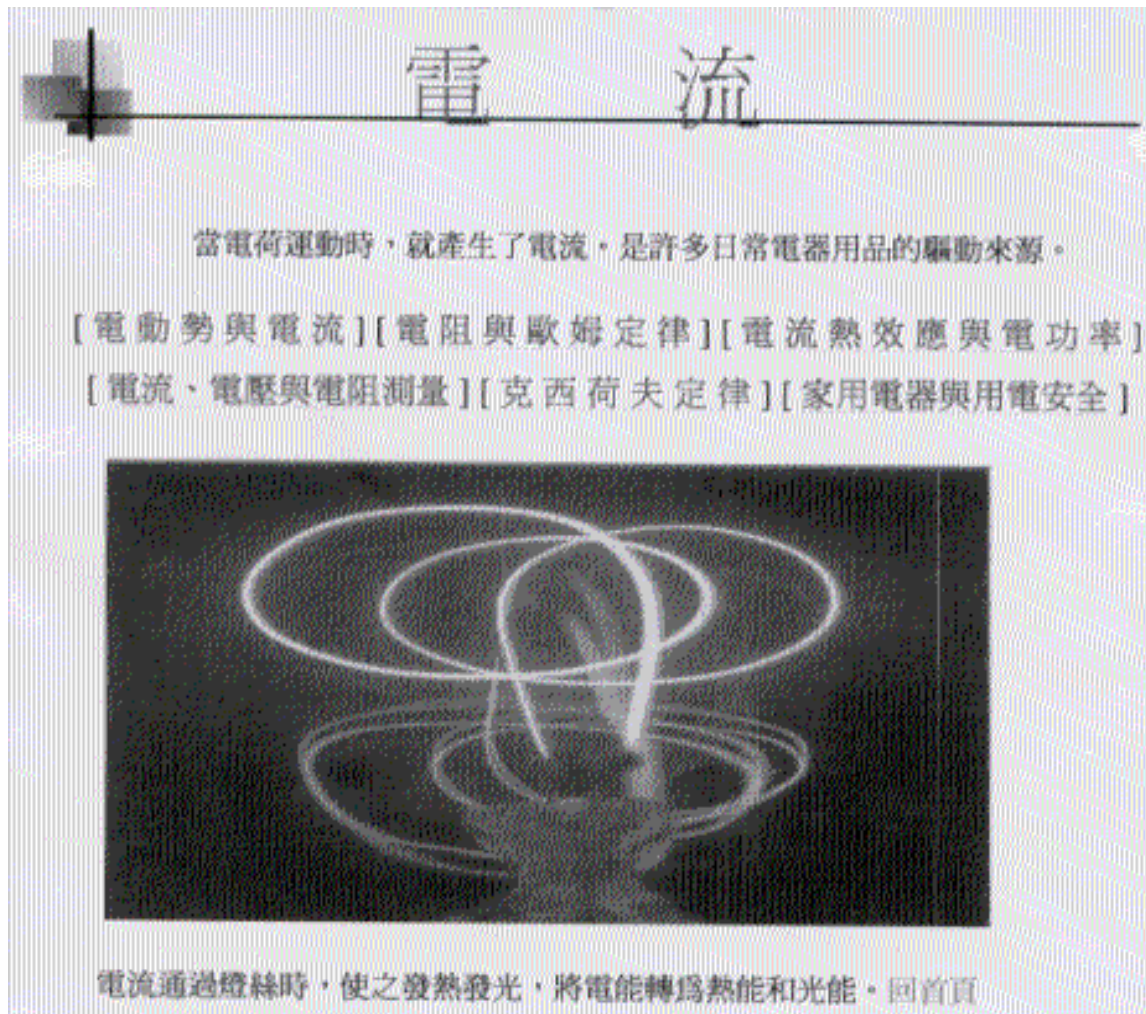 電 流
當電荷運動時，就產生了電流。是許多日常電器用品的驅動來源。
[ 電 動 勢 與 電 流 ] [ 電 阻 與 歐 姆 定 律 ] [ 電 流 熱 效 應 與 電 功 率 ]
[ 電流、電壓與電阻測量 ] [ 克 西 荷 夫 定 律 ] [ 家用電器與用電安全 ]
電流通過燈絲時，使之發熱發光，將電能轉爲熱能和光能。回首頁